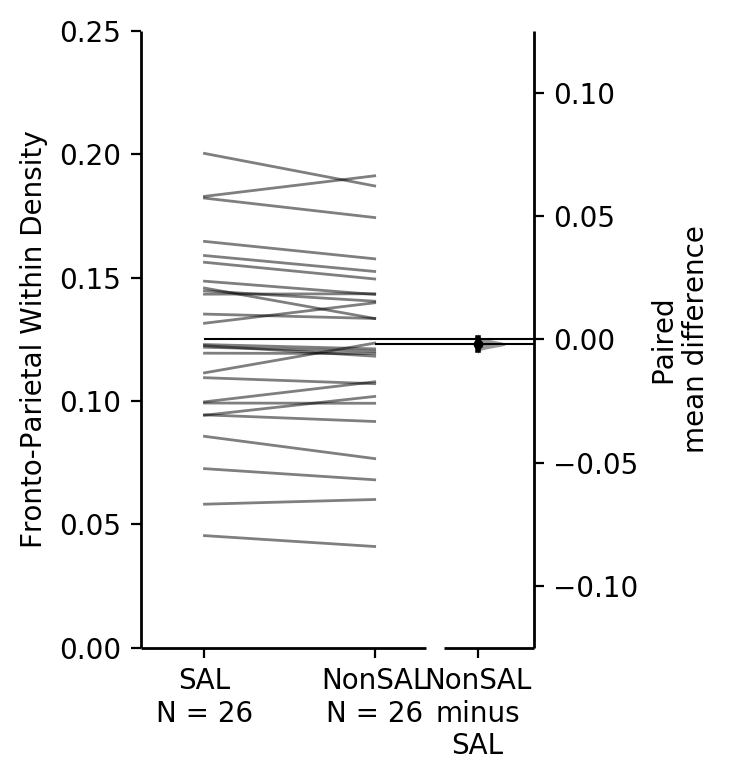 Fronto-Parietal Within Density
0.25
0.20
0.15
0.10
0.05
0.00
SAL
N = 26
NonSAL
N = 26
NonSAL
minus
SAL
0.10
0.05
0.00
−0.05
−0.10
Paired
mean difference